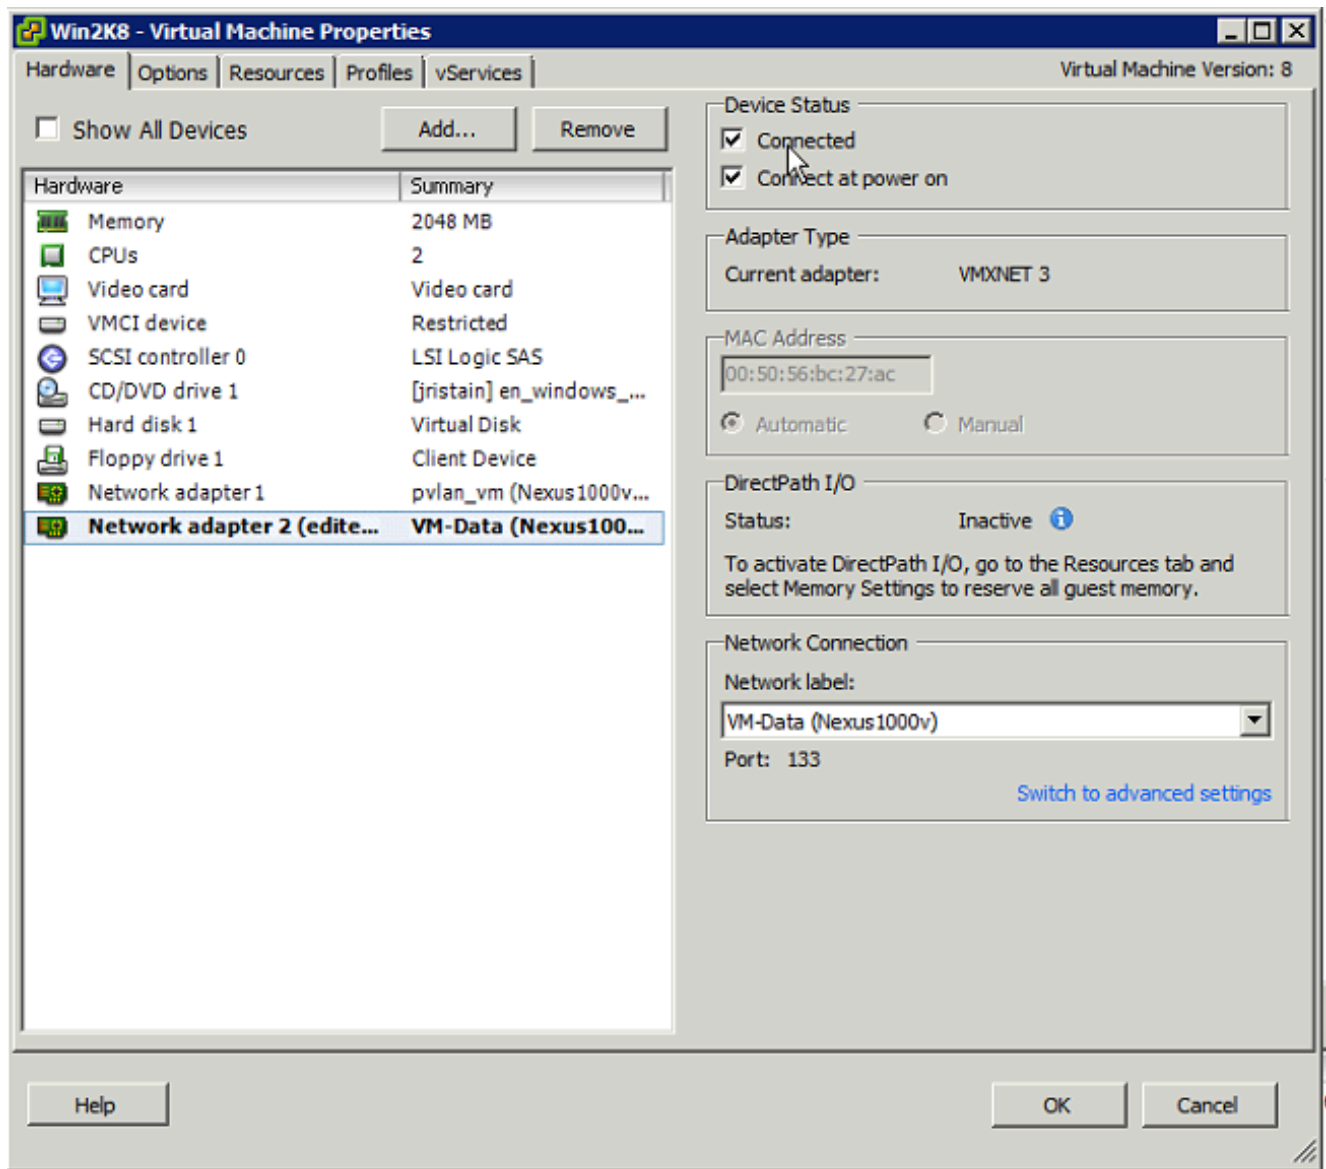 Win2K8 - Virtual Machine Properties
Hardware Options Resources Profiles vServices Virtual Machine Version: 8
Show All Devices Add... Remove
Hardware Summary
Memory 2048 MB
CPUs 2
Video card Video card
VMCI device Restricted
SCSI controller 0 LSI Logic SAS
CD/DVD drive 1 [jristain] en_windows_...
Hard disk 1 Virtual Disk
Floppy drive 1 Client Device
Network adapter 1 pvlan_vm (Nexus1000v...
Network adapter 2 (edite... VM-Data (Nexus100...
Device Status
Connected
Connect at power on
Adapter Type
Current adapter: VMXNET 3
MAC Address
00:50:56:bc:27:ac
Automatic Manual
DirectPath I/O
Status: Inactive
To activate DirectPath I/O, go to the Resources tab and
select Memory Settings to reserve all guest memory.
Network Connection
Network label:
VM-Data (Nexus1000v)
Port: 133
Switch to advanced settings
Help OK Cancel